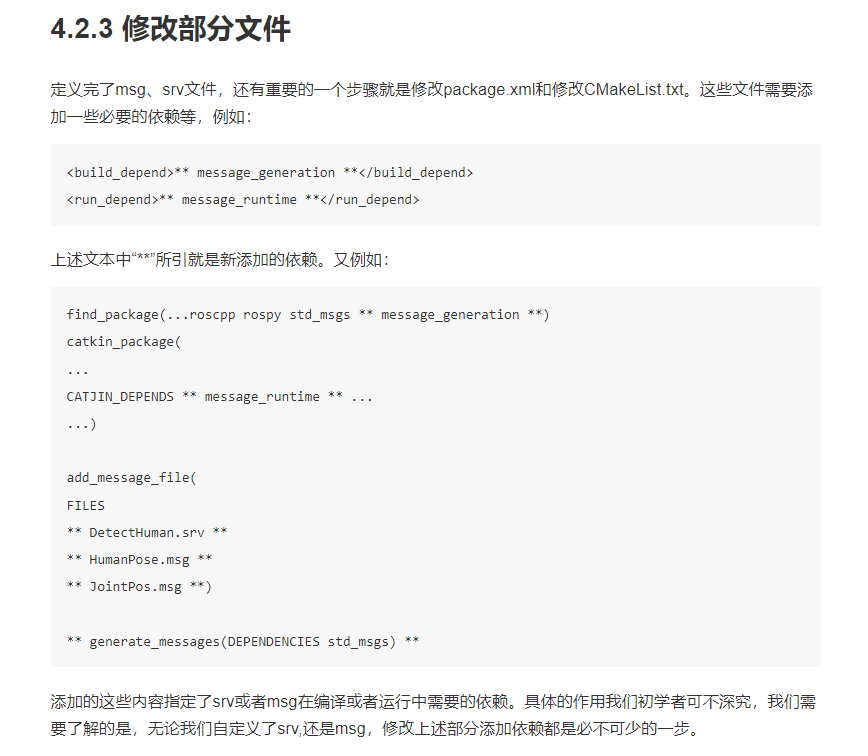 4.2.3 修改部分文件
定义完了msg、srv文件，还有重要的一个步骤就是修改package.xml和修改CMakeList.txt。这些文件需要添
加一些必要的依赖等，例如：
<build_depend>** message_generation **</build_depend>
<run_depend>** message_runtime **</run_depend>
上述文本中“**”所引就是新添加的依赖。又例如：
find_package(...roscpp rospy std_msgs ** message_generation **)
catkin_package(
...
CATJIN_DEPENDS ** message_runtime ** ...
...)
add_message_file(
FILES
** DetectHuman.srv **
** HumanPose.msg **
** JointPos.msg **)
** generate_messages(DEPENDENCIES std_msgs) **
添加的这些内容指定了srv或者msg在编译或者运行中需要的依赖。具体的作用我们初学者可不深究，我们需
要了解的是，无论我们自定义了srv,还是msg，修改上述部分添加依赖都是必不可少的一步。